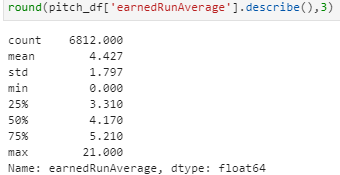 round(pitch_df['earnedRunAverage'].describe(),3)
count 6812.000
mean 4.427
std 1.797
min 0.000
25% 3.310
50% 4.170
75% 5.210
max 21.000
Name: earnedRunAverage, dtype: float64